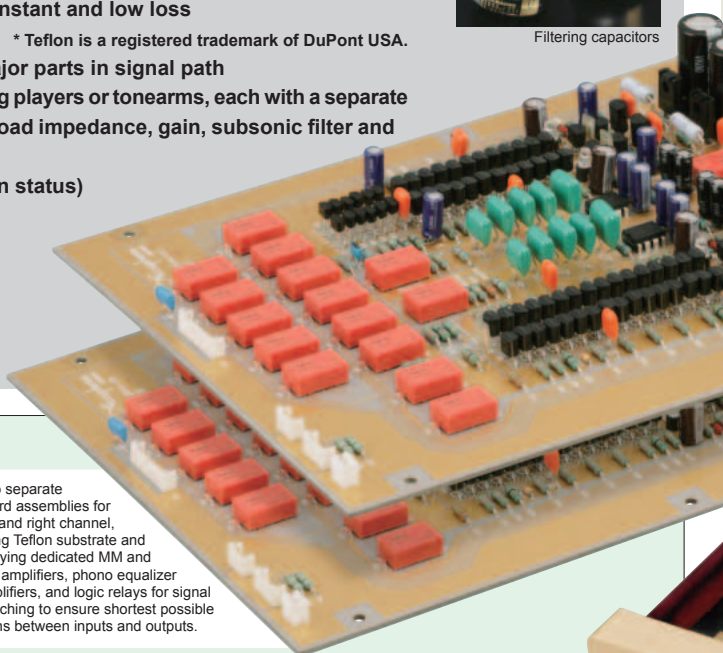 nstant and low loss
* Teflon is a registered trademark of DuPont USA.
ajor parts in signal path
g players or tonearms, each with a separate
oad impedance, gain, subsonic filter and
n status)
Filtering capacitors
o separate
rd assemblies for
and right channel,
ng Teflon substrate and
ying dedicated MM and
amplifiers, phono equalizer
plifiers, and logic relays for signal
ching to ensure shortest possible
hs between inputs and outputs.